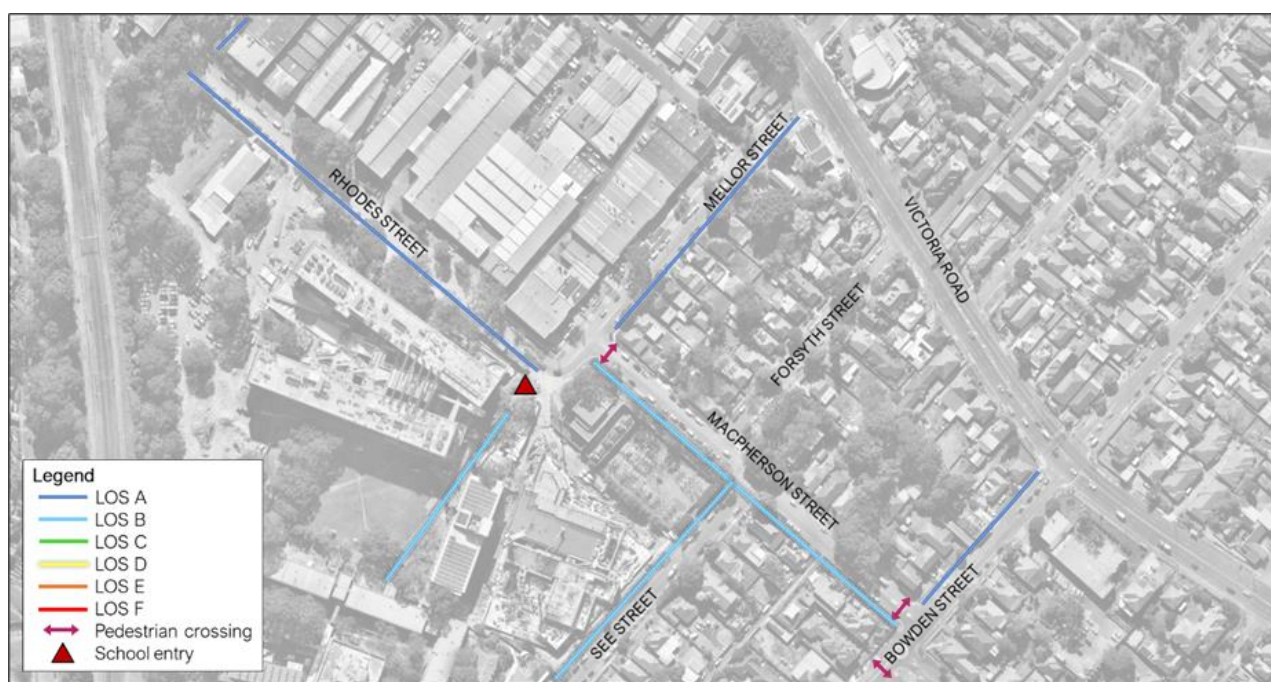 RHODES STREET
MELLOR STREET
VICTORIA ROAD
FORSYTH STREET
MACPHERSON STREET
SEE STREET
BOWDEN STREET
Legend
LOS A
LOS B
LOS C
LOS D
LOS E
LOS F
Pedestrian crossing
School entry